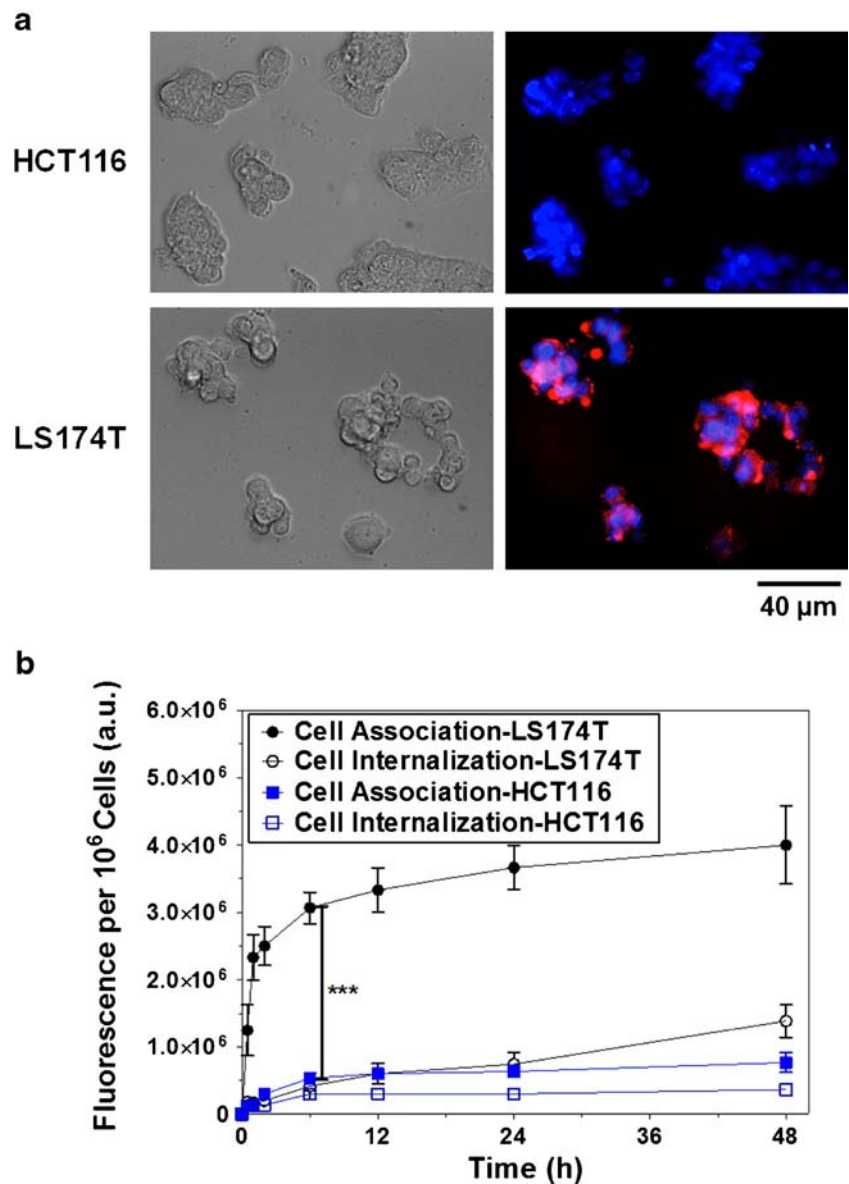 a
HCT116
LS174T
40 µm
b
Fluorescence per 10⁶ Cells (a.u.)
6.0×10⁶
5.0×10⁶
4.0×10⁶
3.0×10⁶
2.0×10⁶
1.0×10⁶
0
Cell Association-LS174T
Cell Internalization-LS174T
Cell Association-HCT116
Cell Internalization-HCT116
***
0 12 24 36 48
Time (h)